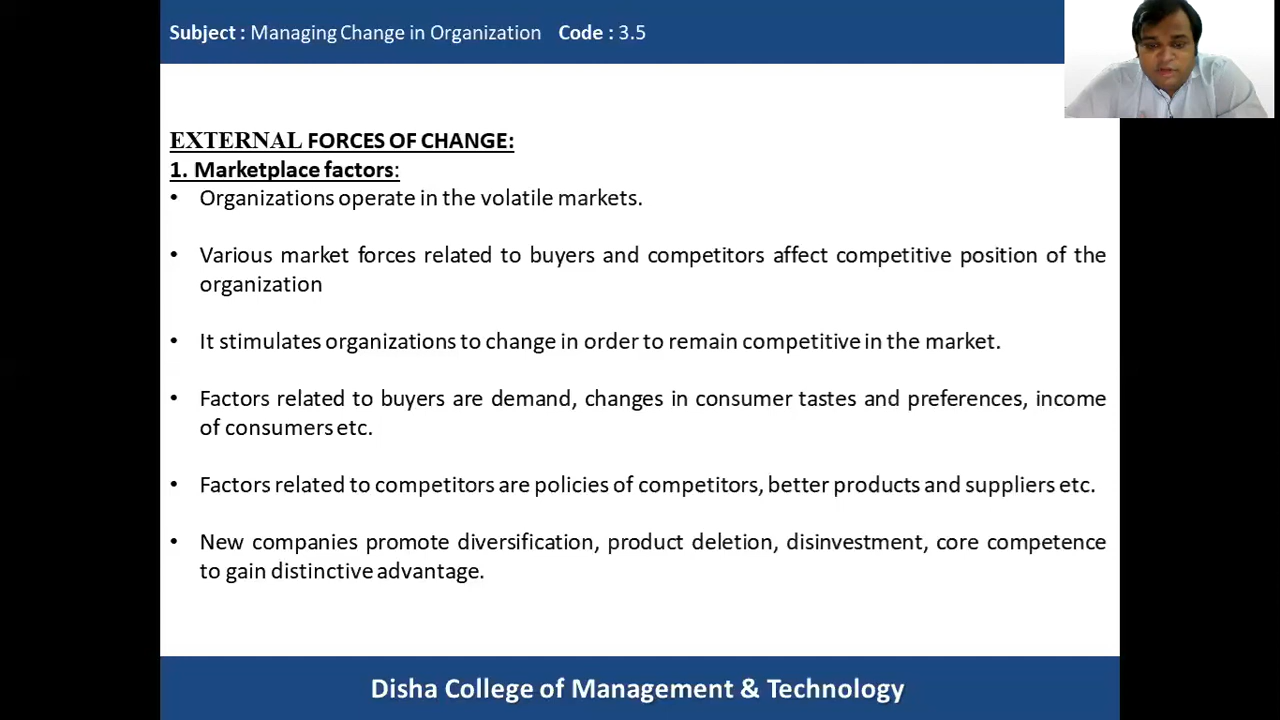 Subject : Managing Change in Organization Code : 3.5
EXTERNAL FORCES OF CHANGE:
1. Marketplace factors:
• Organizations operate in the volatile markets.
• Various market forces related to buyers and competitors affect competitive position of the
organization
• It stimulates organizations to change in order to remain competitive in the market.
• Factors related to buyers are demand, changes in consumer tastes and preferences, income
of consumers etc.
• Factors related to competitors are policies of competitors, better products and suppliers etc.
• New companies promote diversification, product deletion, disinvestment, core competence
to gain distinctive advantage.
Disha College of Management & Technology